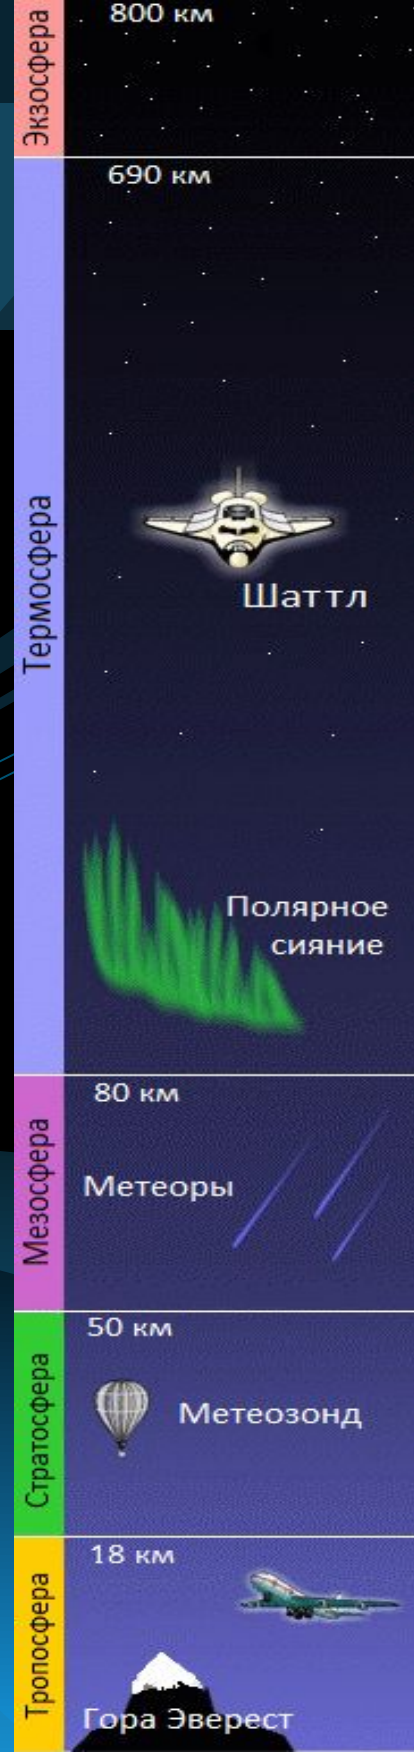 Экзосфера
800 км
Термосфера
690 км
Шаттл
Полярное
сияние
Мезосфера
80 км
Метеоры
Стратосфера
50 км
Метеозонд
Тропосфера
18 км
Гора Эверест